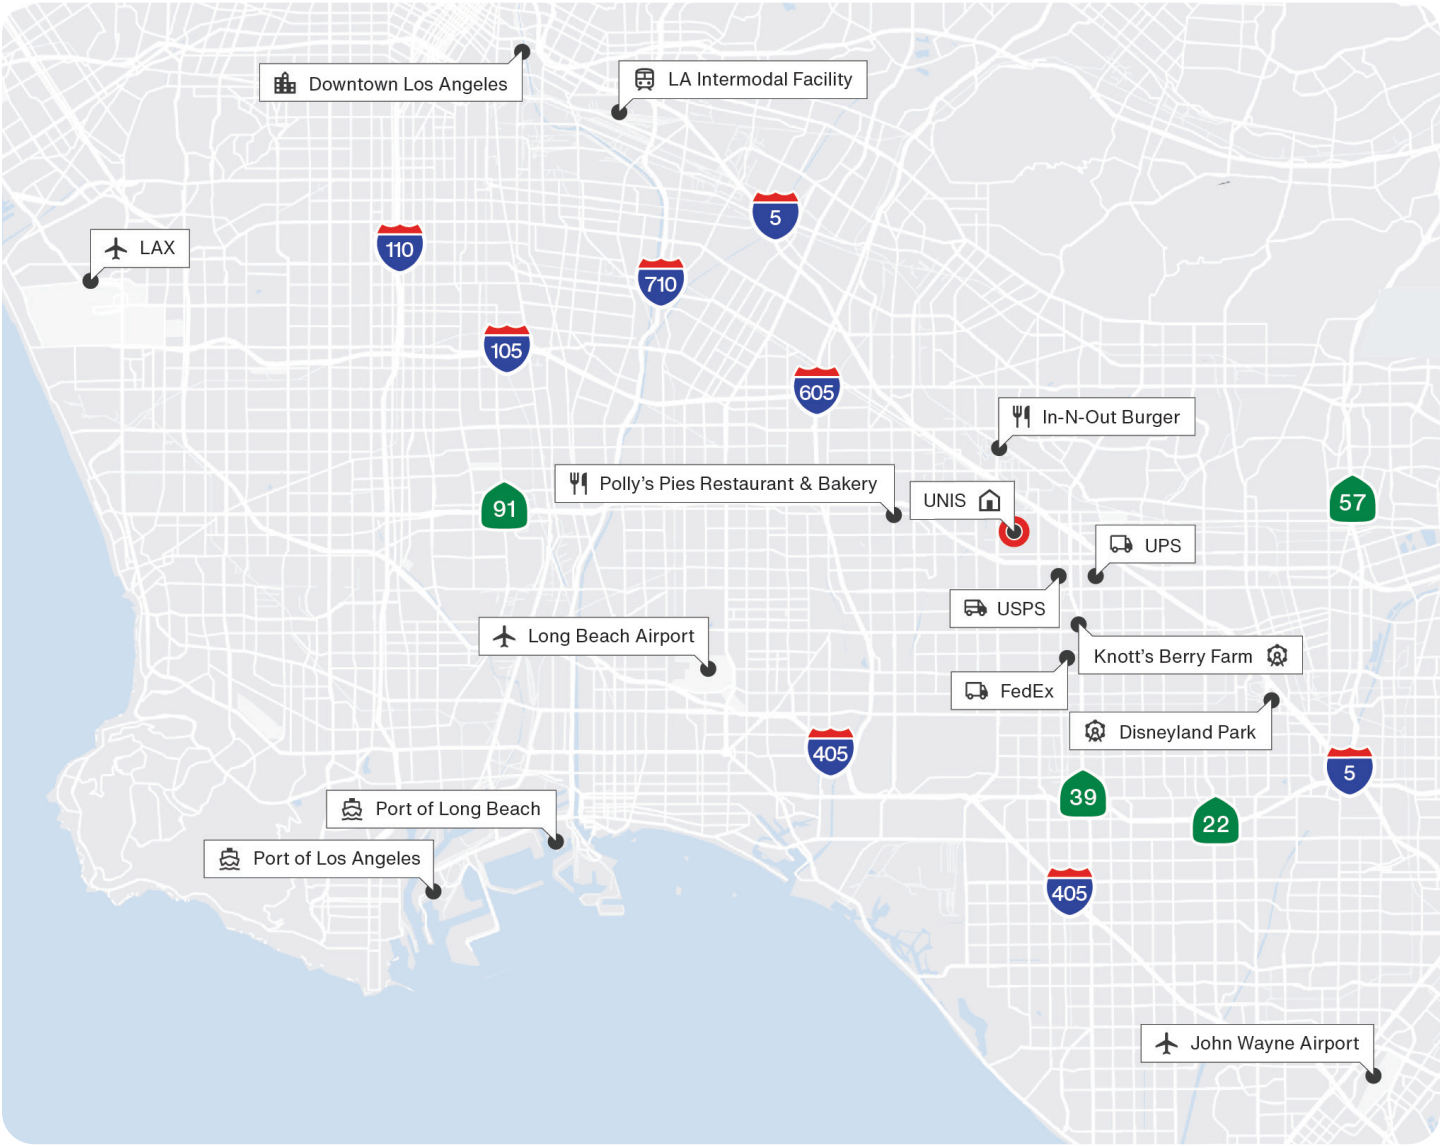 Downtown Los Angeles
LA Intermodal Facility
5
LAX
110
710
105
605
In-N-Out Burger
Polly's Pies Restaurant & Bakery
UNIS
91
57
UPS
USPS
Long Beach Airport
Knott's Berry Farm
FedEx
Disneyland Park
405
5
39
22
Port of Long Beach
Port of Los Angeles
405
John Wayne Airport